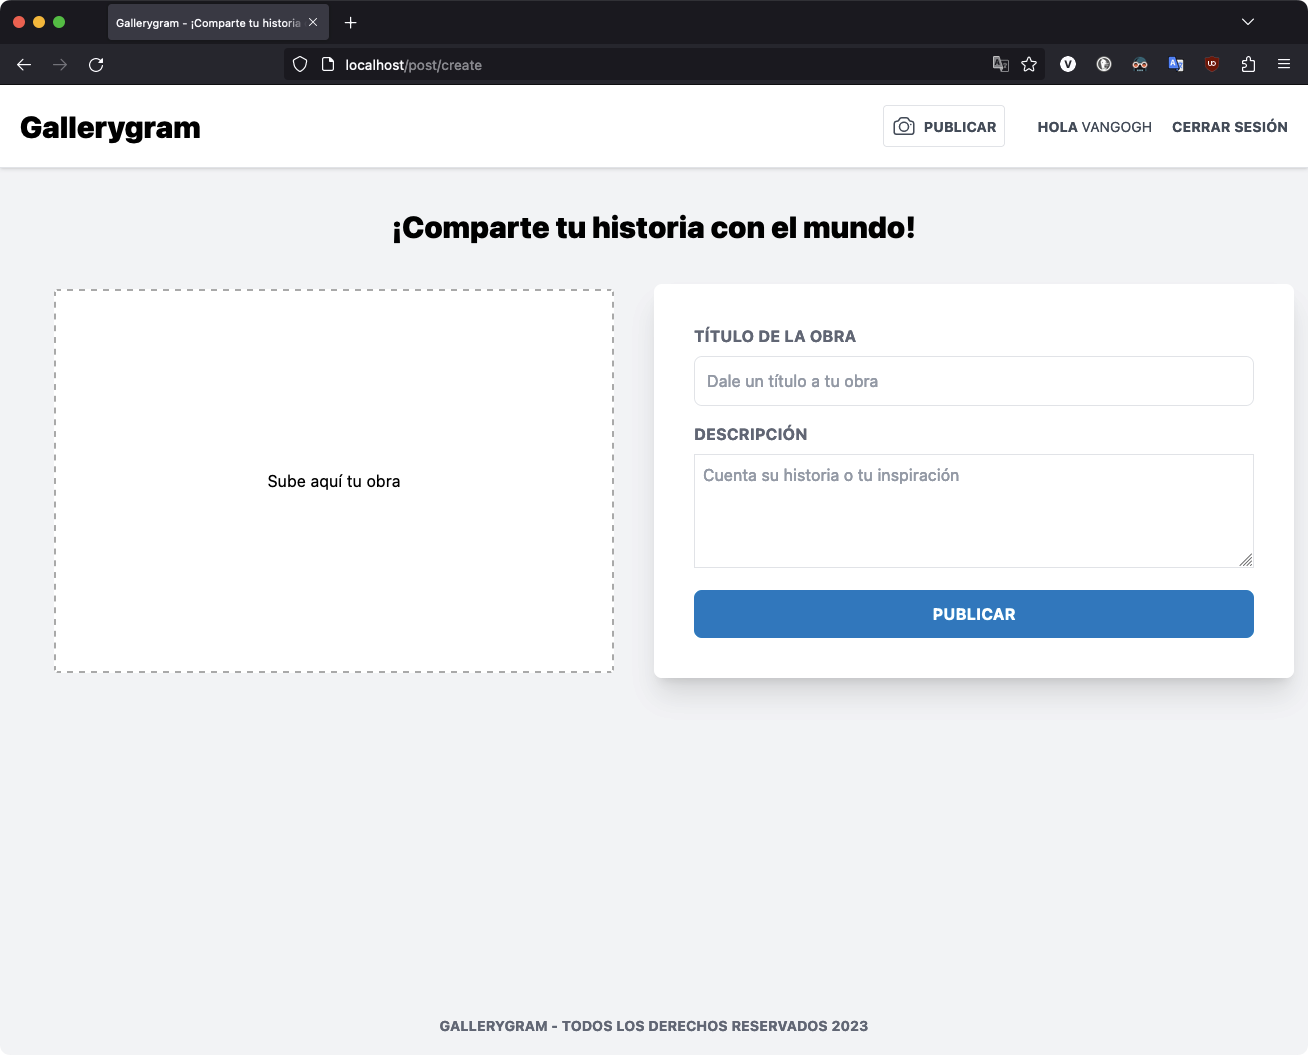 Gallerygram - ¡Comparte tu historia
localhost/post/create
Gallerygram
PUBLICAR
HOLA VANGOGH
CERRAR SESIÓN
¡Comparte tu historia con el mundo!
Sube aquí tu obra
TÍTULO DE LA OBRA
Dale un título a tu obra
DESCRIPCIÓN
Cuenta su historia o tu inspiración
PUBLICAR
GALLERYGRAM - TODOS LOS DERECHOS RESERVADOS 2023